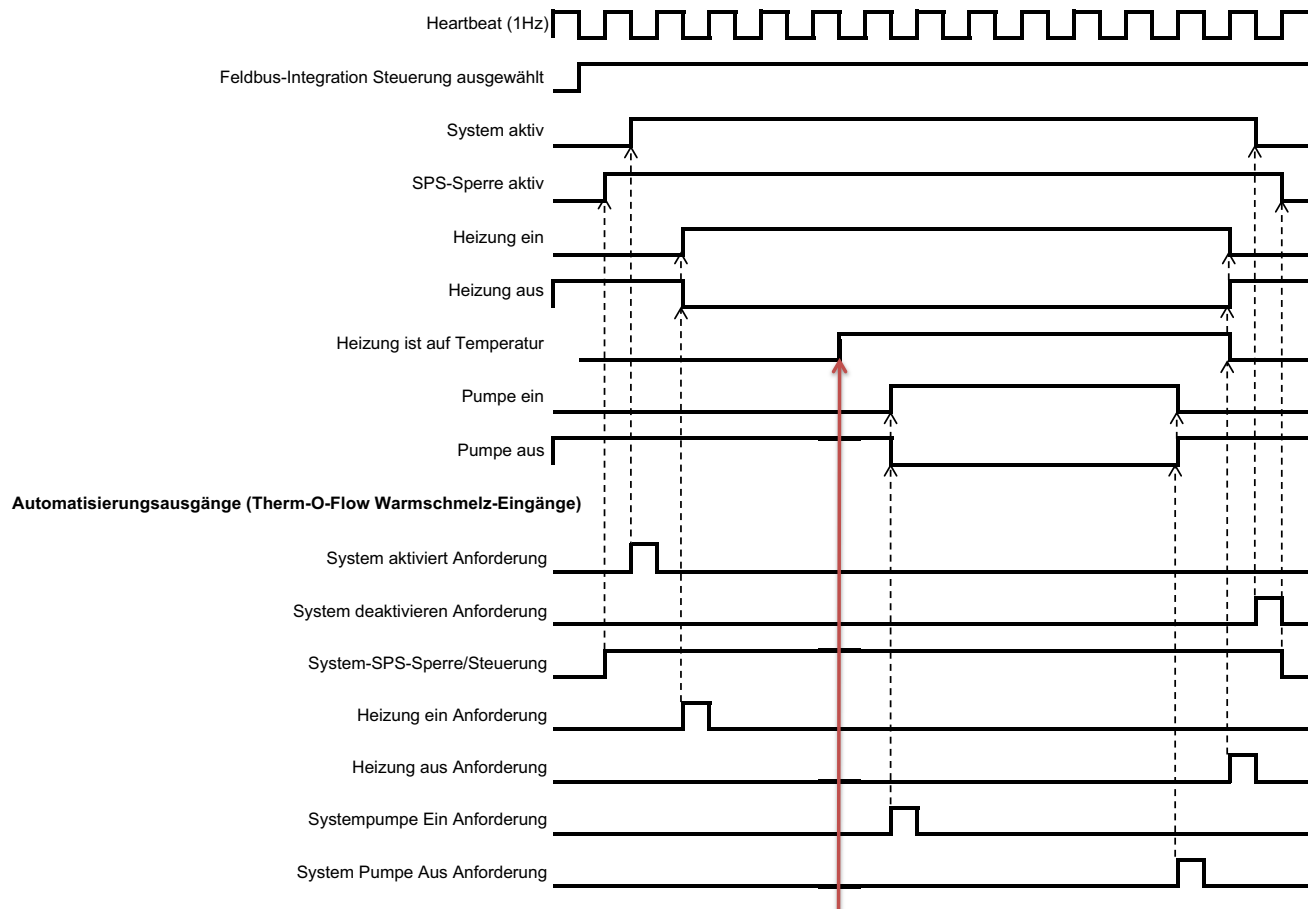 Heartbeat (1Hz)
Feldbus-Integration Steuerung ausgewählt
System aktiv
SPS-Sperre aktiv
Heizung ein
Heizung aus
Heizung ist auf Temperatur
Pumpe ein
Pumpe aus
Automatisierungsausgänge (Therm-O-Flow Warmschmelz-Eingänge)
System aktiviert Anforderung
System deaktivieren Anforderung
System-SPS-Sperre/Steuerung
Heizung ein Anforderung
Heizung aus Anforderung
Systempumpe Ein Anforderung
System Pumpe Aus Anforderung